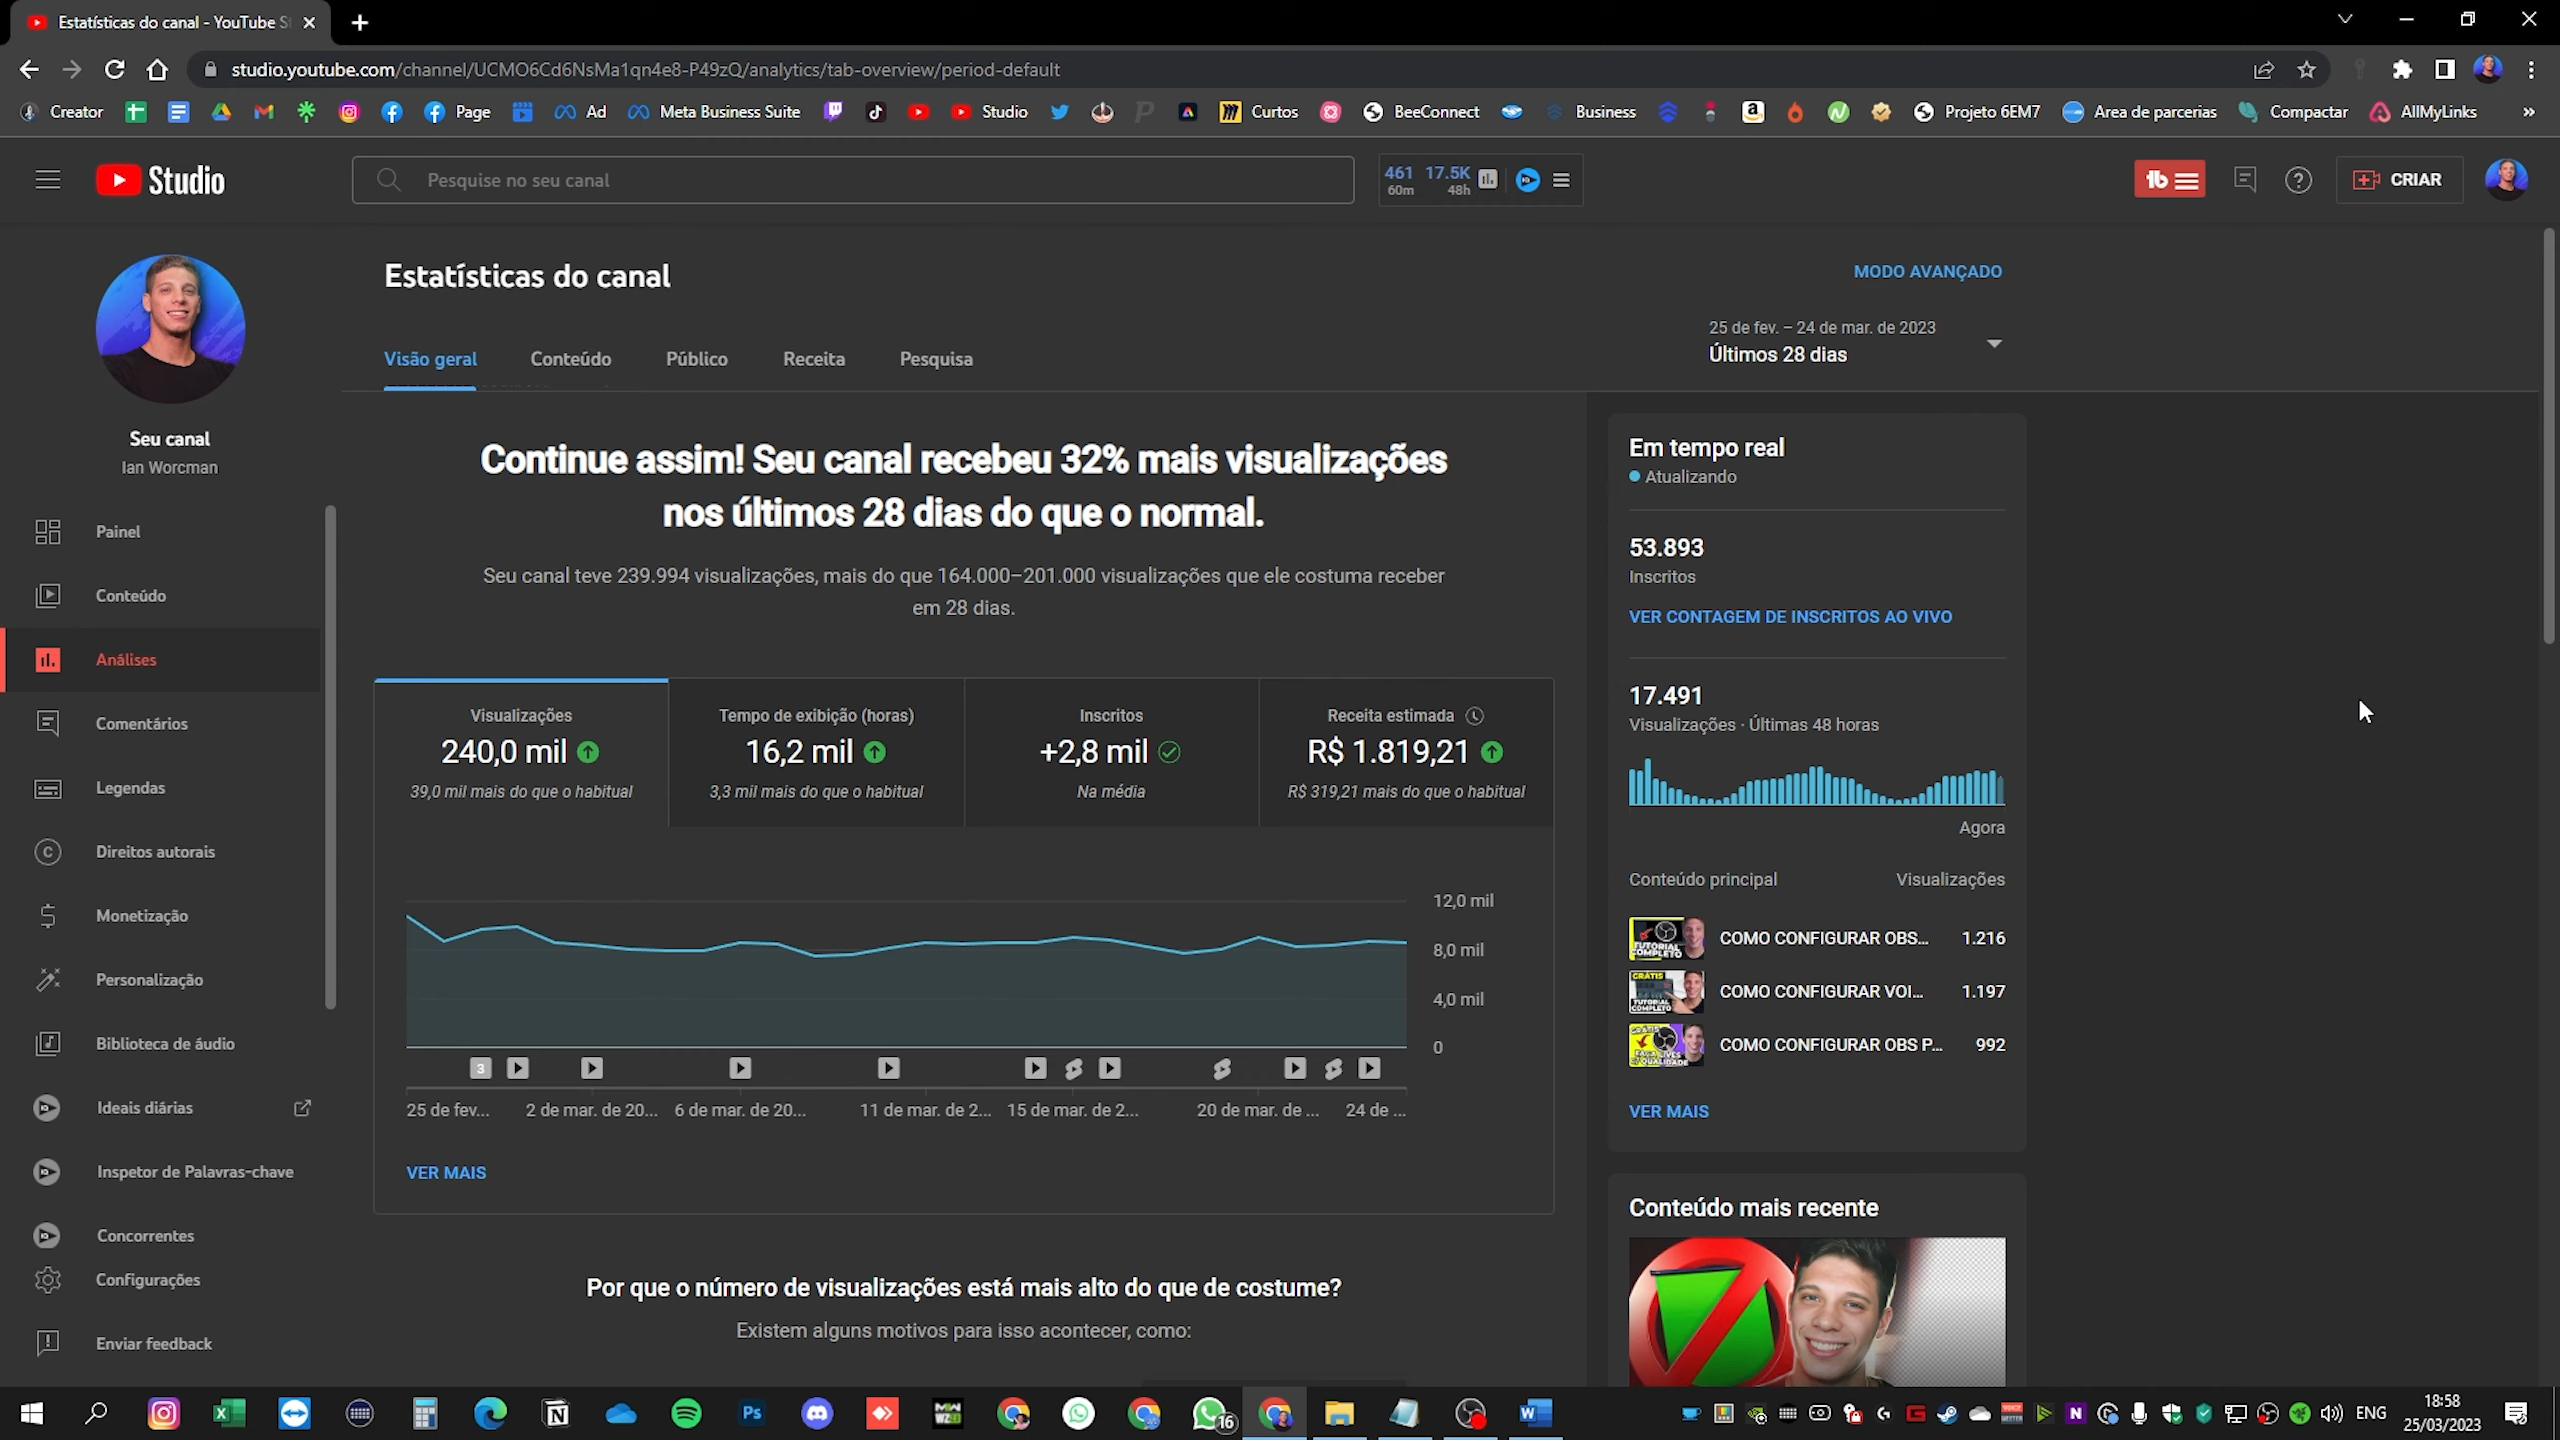 Estatísticas do canal - YouTube S
studio.youtube.com/channel/UCMO6Cd6NsMa1qn4e8-P49zQ/analytics/tab-overview/period-default
Creator
Page
Ad
Meta Business Suite
Studio
Curtos
BeeConnect
Business
Projeto 6EM7
Area de parcerias
Compactar
AllMyLinks
»
Studio
Pesquise no seu canal
461 17.5K
60m 48h
CRIAR
Estatísticas do canal
MODO AVANÇADO
25 de fev. – 24 de mar. de 2023
Últimos 28 dias
Visão geral
Conteúdo
Público
Receita
Pesquisa
Seu canal
Ian Worcman
Painel
Conteúdo
Análises
Comentários
Legendas
Direitos autorais
Monetização
Personalização
Biblioteca de áudio
Ideais diárias
Inspetor de Palavras-chave
Concorrentes
Configurações
Enviar feedback
Continue assim! Seu canal recebeu 32% mais visualizações
nos últimos 28 dias do que o normal.
Seu canal teve 239.994 visualizações, mais do que 164.000–201.000 visualizações que ele costuma receber
em 28 dias.
Visualizações
240,0 mil
39,0 mil mais do que o habitual
Tempo de exibição (horas)
16,2 mil
3,3 mil mais do que o habitual
Inscritos
+2,8 mil
Na média
Receita estimada
R$ 1.819,21
R$ 319,21 mais do que o habitual
12,0 mil
8,0 mil
4,0 mil
0
3
25 de fev...
2 de mar. de 20...
6 de mar. de 20...
11 de mar. de 2...
15 de mar. de 2...
20 de mar. de ...
24 de ...
VER MAIS
Por que o número de visualizações está mais alto do que de costume?
Existem alguns motivos para isso acontecer, como:
Em tempo real
Atualizando
53.893
Inscritos
VER CONTAGEM DE INSCRITOS AO VIVO
17.491
Visualizações · Últimas 48 horas
Agora
Conteúdo principal Visualizações
TUTORIAL
COMPLETO
COMO CONFIGURAR OBS... 1.216
GRÁTIS
TUTORIAL
COMPLETO
COMO CONFIGURAR VOI... 1.197
COMO CONFIGURAR OBS P... 992
VER MAIS
Conteúdo mais recente
Ps
16
ENG
18:58
25/03/2023